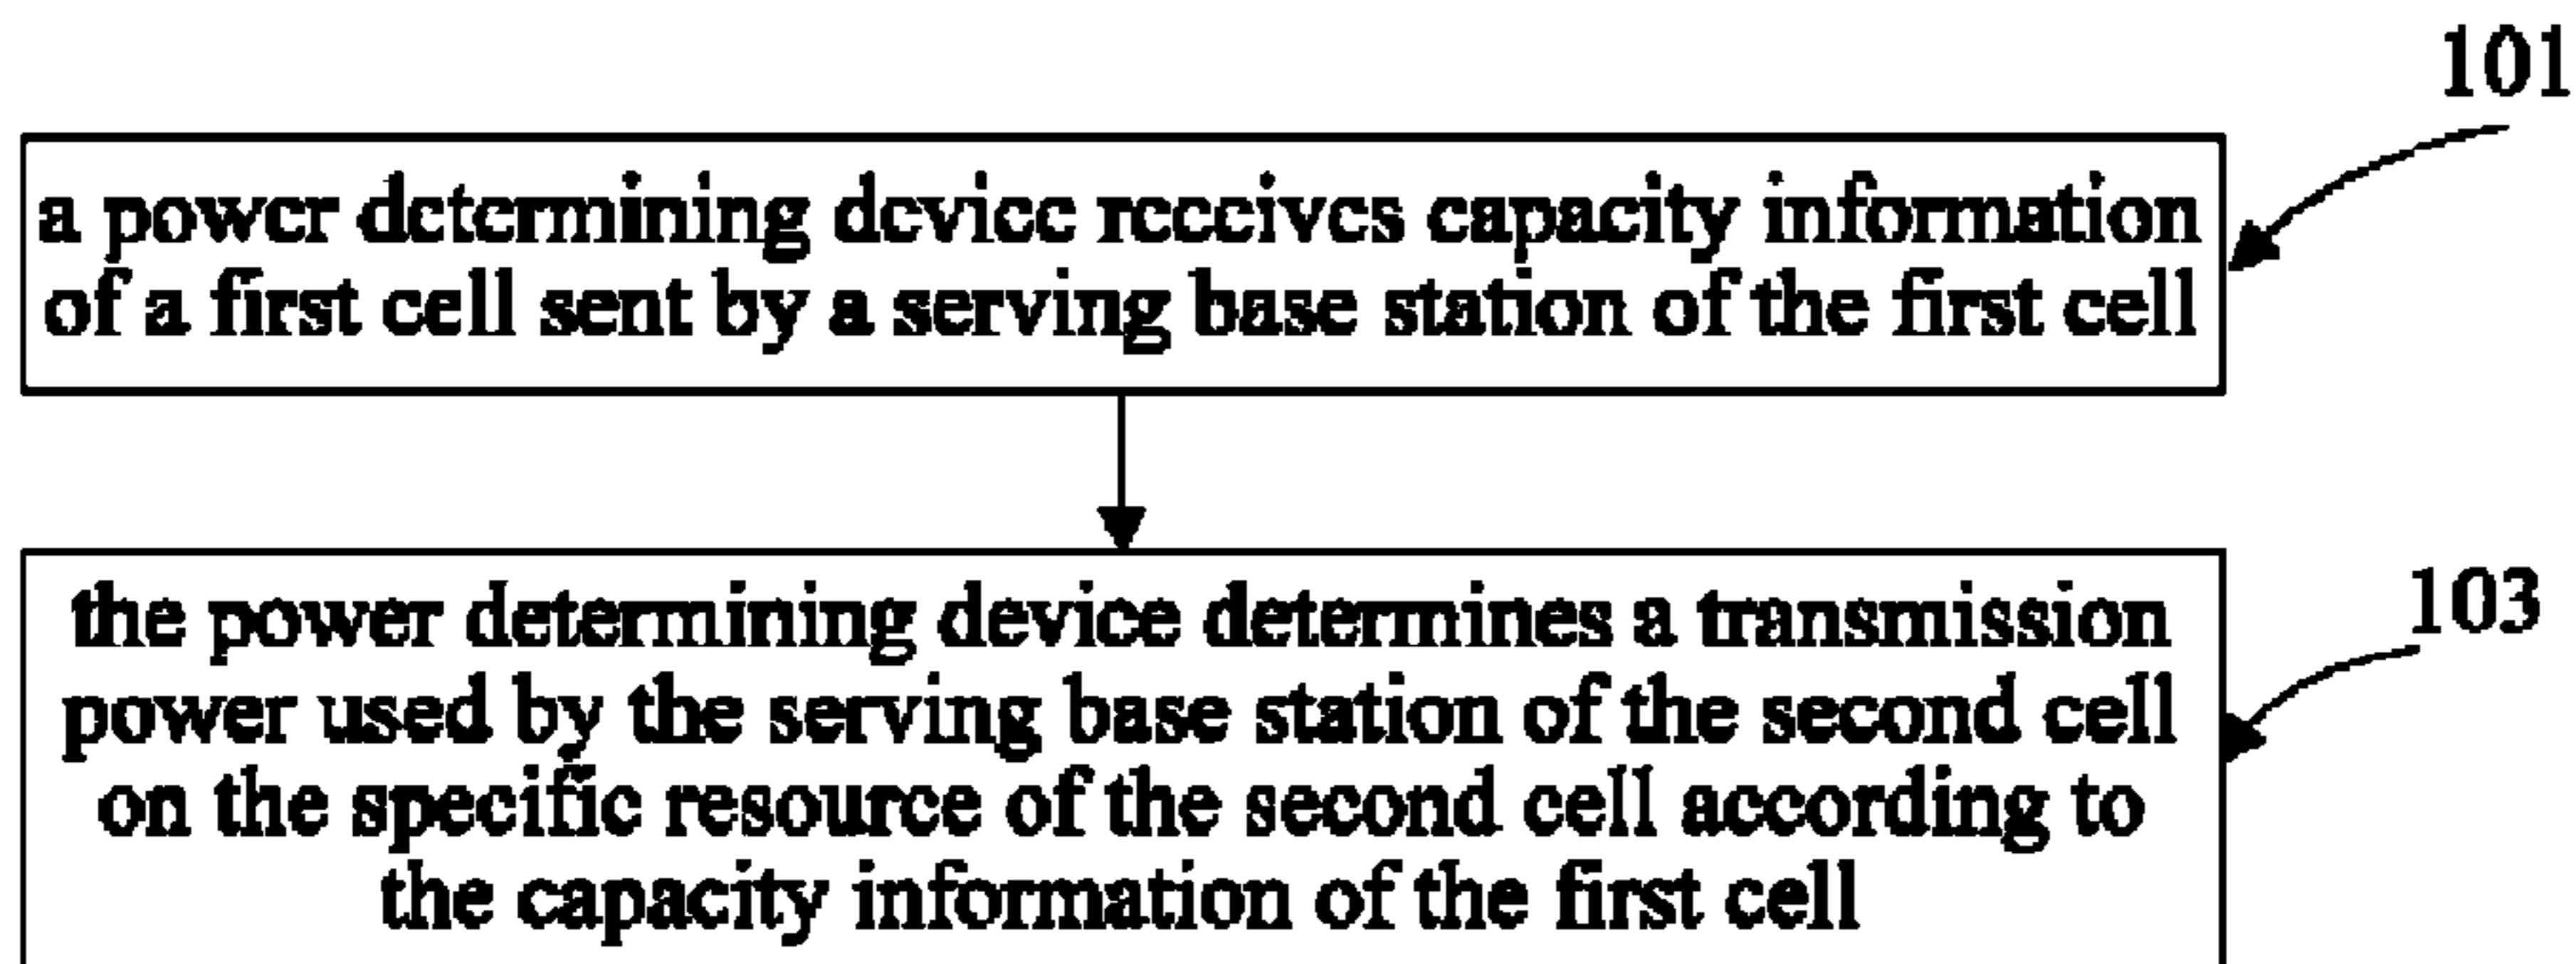 101
a power determining device receives capacity information
of a first cell sent by a serving base station of the first cell
103
the power determining device determines a transmission
power used by the serving base station of the second cell
on the specific resource of the second cell according to
the capacity information of the first cell